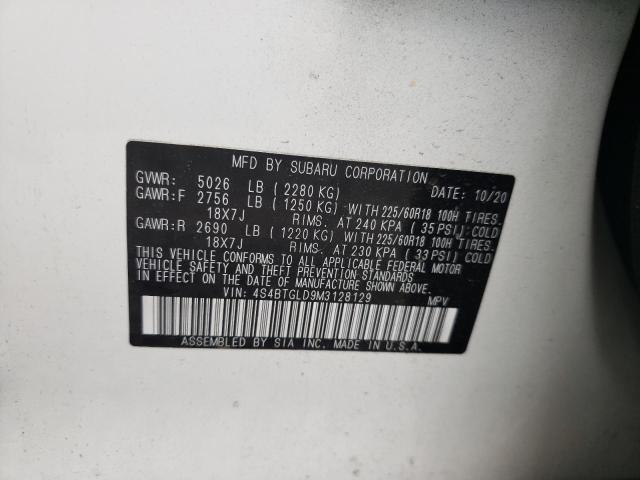 MFD BY SUBARU CORPORATION
GVWR: 5026 LB ( 2280 KG) DATE: 10/20
GAWR:F 2756 LB ( 1250 KG) WITH 225/60R18 100H TIRES.
18X7J RIMS. AT 240 KPA ( 35 PSI) COLD
GAWR:R 2690 LB ( 1220 KG) WITH 225/60R18 100H TIRES.
18X7J RIMS. AT 230 KPA ( 33 PSI) COLD
THIS VEHICLE CONFORMS TO ALL APPLICABLE FEDERAL MOTOR
VEHICLE SAFETY AND THEFT PREVENTION STANDARDS
IN EFFECT ON THE DATE OF MANUFACTURE SHOWN ABOVE.
VIN: 4S4BTGLD9M3128129 MPV
ASSEMBLED BY SIA INC. MADE IN U.S.A.